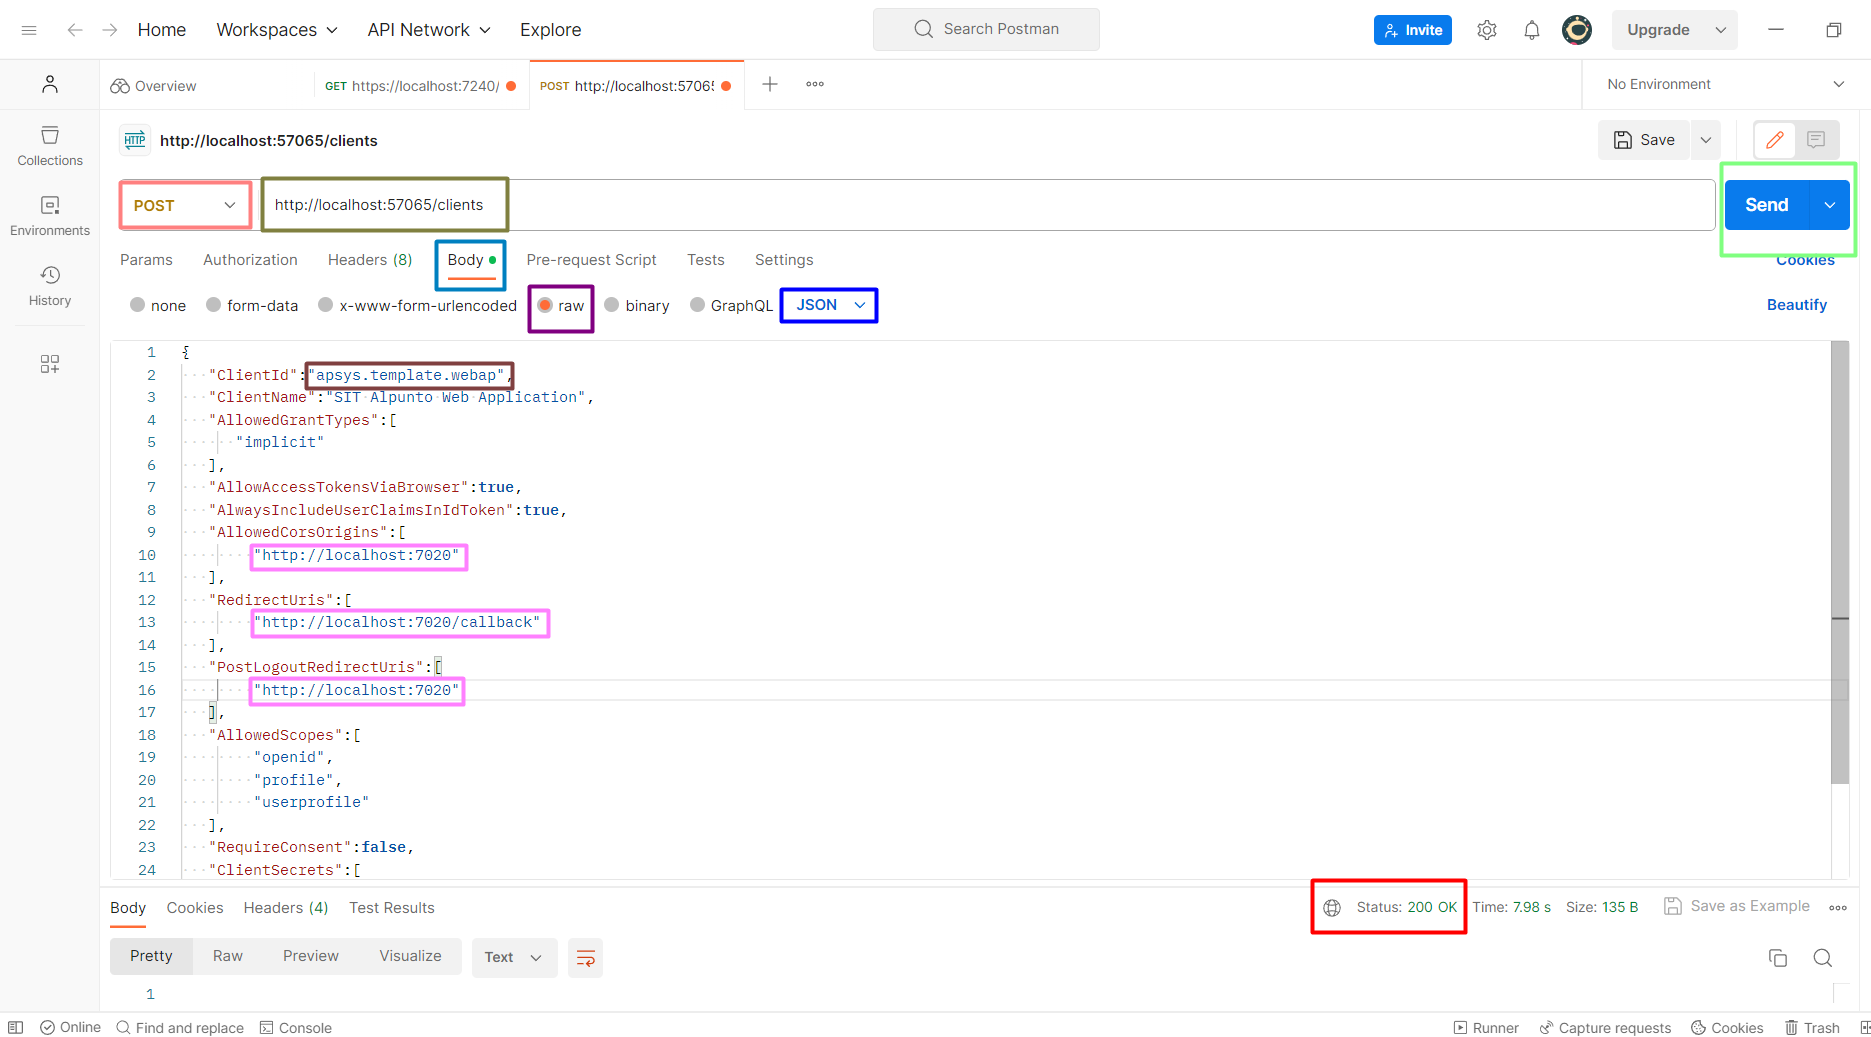 Home Workspaces API Network Explore Search Postman Invite Upgrade
Overview GET https://localhost:7240/ POST http://localhost:5706 No Environment
HTTP http://localhost:57065/clients Save
Collections
POST http://localhost:57065/clients Send
Environments
Params Authorization Headers (8) Body Pre-request Script Tests Settings Cookies
History
none form-data x-www-form-urlencoded raw binary GraphQL JSON Beautify
1 {
2 "ClientId":"apsys.template.webap",
3 "ClientName":"SIT Alpunto Web Application",
4 "AllowedGrantTypes":[
5 "implicit"
6 ],
7 "AllowAccessTokensViaBrowser":true,
8 "AlwaysIncludeUserClaimsInIdToken":true,
9 "AllowedCorsOrigins":[
10 "http://localhost:7020"
11 ],
12 "RedirectUris":[
13 "http://localhost:7020/callback"
14 ],
15 "PostLogoutRedirectUris":[
16 "http://localhost:7020"
17 ],
18 "AllowedScopes":[
19 "openid",
20 "profile",
21 "userprofile"
22 ],
23 "RequireConsent":false,
24 "ClientSecrets":[
Body Cookies Headers (4) Test Results Status: 200 OK Time: 7.98 s Size: 135 B Save as Example
Pretty Raw Preview Visualize Text
1
Online Find and replace Console Runner Capture requests Cookies Trash